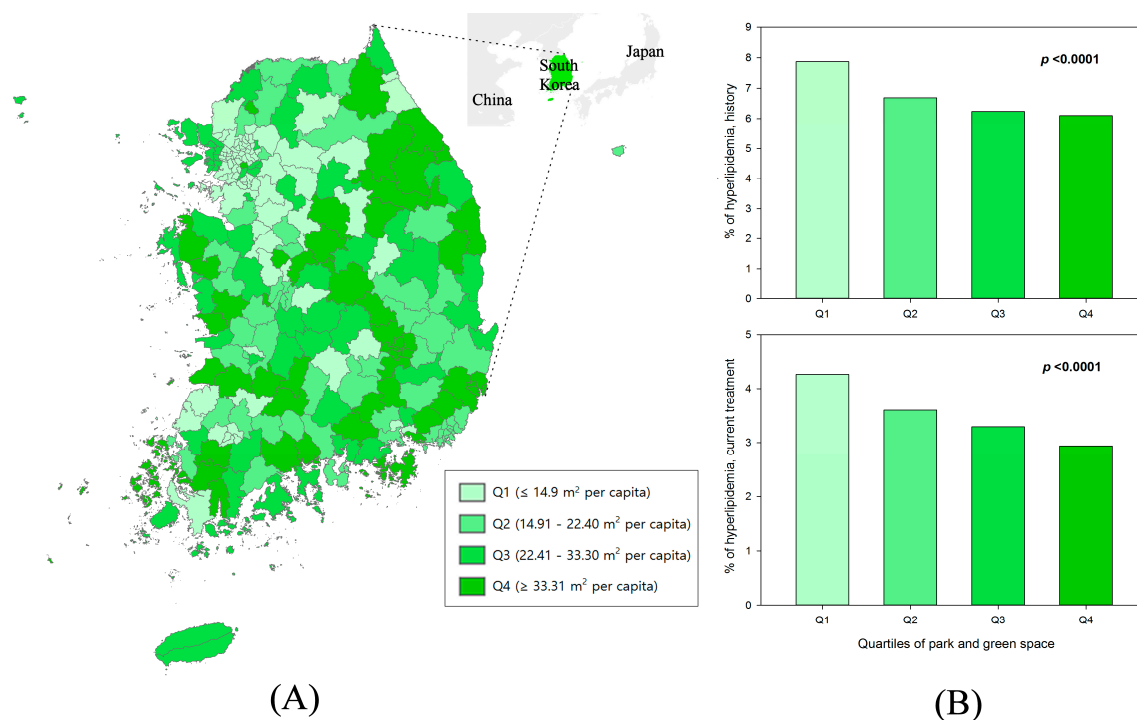 China
South
Korea
Japan
Q1 (≤ 14.9 m² per capita)
Q2 (14.91 - 22.40 m² per capita)
Q3 (22.41 - 33.30 m² per capita)
Q4 (≥ 33.31 m² per capita)
(A)
% of hyperlipidemia, history
9
8
7
6
5
4
3
2
1
0
p <0.0001
Q1 Q2 Q3 Q4
% of hyperlipidemia, current treatment
5
4
3
2
1
0
p <0.0001
Q1 Q2 Q3 Q4
Quartiles of park and green space
(B)